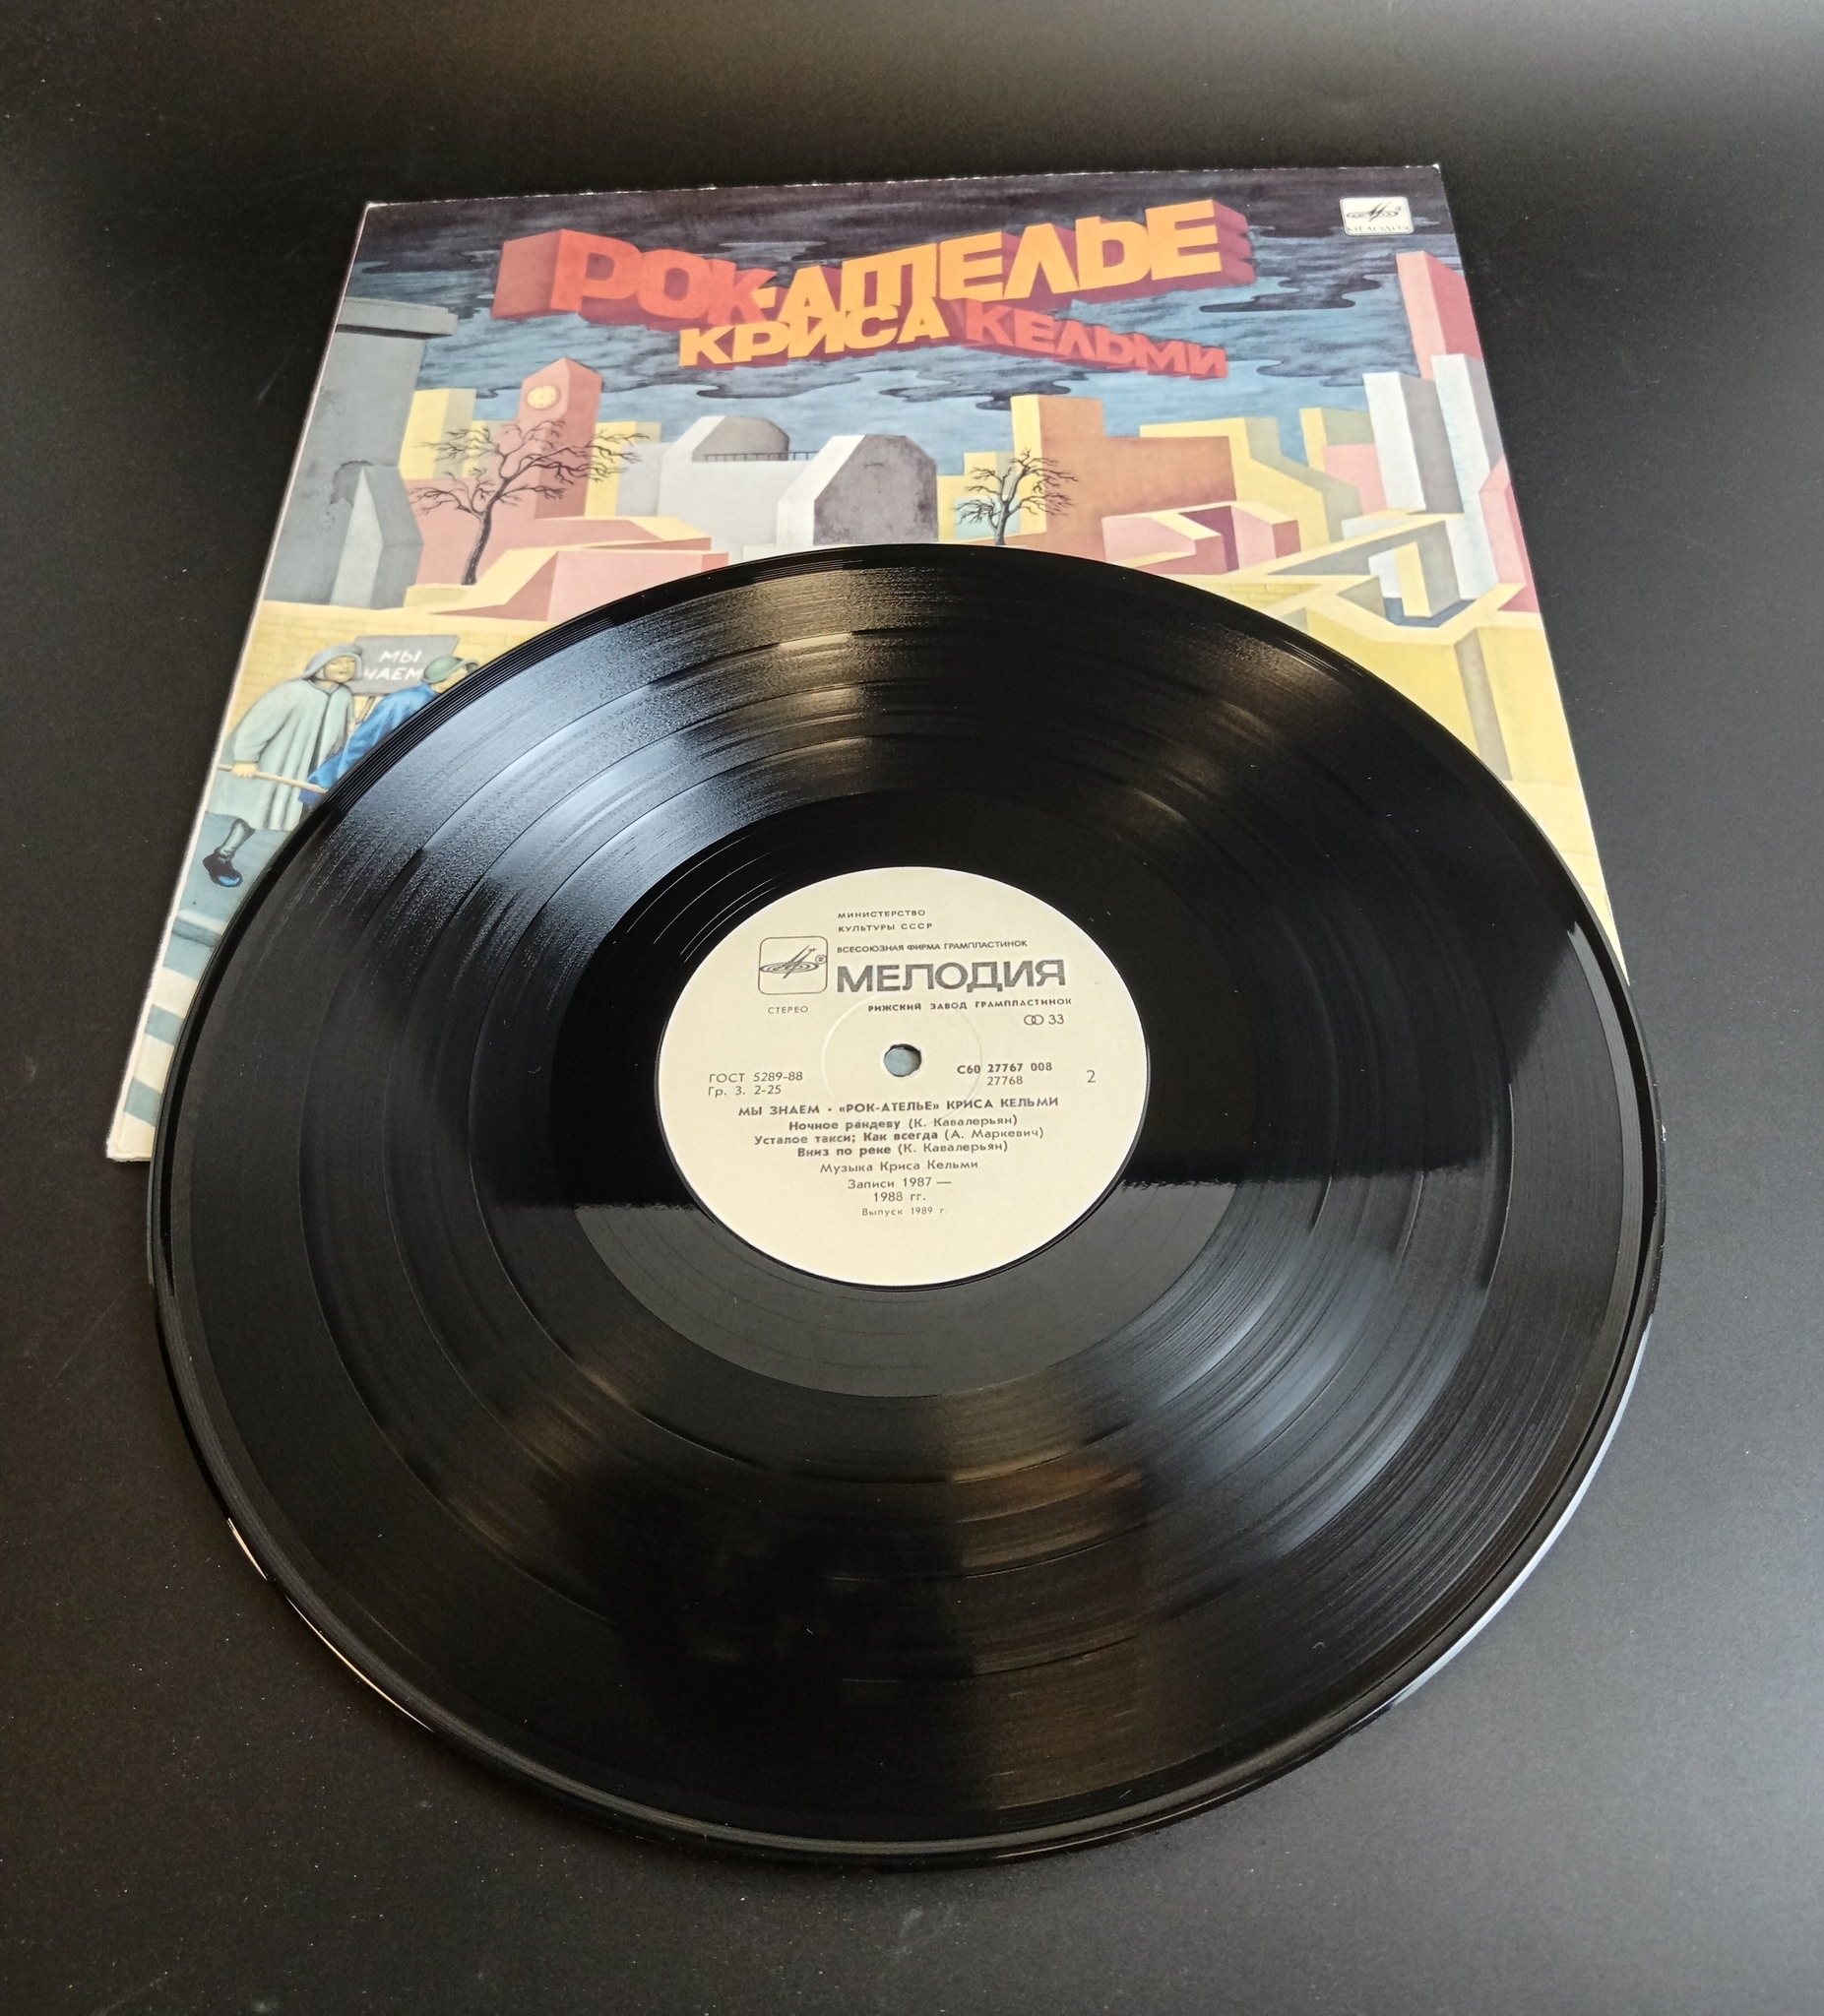 РОК-АТЕЛЬЕ
КРИСА КЕЛЬМИ
МЕЛОДИЯ
МЫ
МИНИСТЕРСТВО
КУЛЬТУРЫ СССР
ВСЕСОЮЗНАЯ ФИРМА ГРАМПЛАСТИНОК
МЕЛОДИЯ
СТЕРЕО
РИЖСКИЙ ЗАВОД ГРАМПЛАСТИНОК
33
ГОСТ 5289-88
Гр. 3. 2-25
С60 27767 008
27768
2
МЫ ЗНАЕМ • «РОК-АТЕЛЬЕ» КРИСА КЕЛЬМИ
Ночное рандеву (К. Кавалерьян)
Усталое такси; Как всегда (А. Маркевич)
Вниз по реке (К. Кавалерьян)
Музыка Криса Кельми
Записи 1987 —
1988 гг.
Выпуск 1989 г.